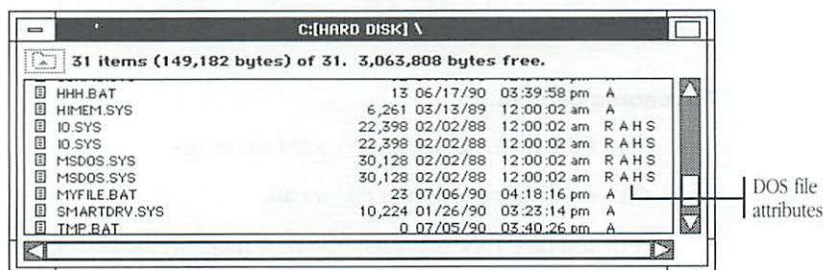 C:[HARD DISK] \
31 items (149,182 bytes) of 31. 3,063,808 bytes free.
HHH.BAT 13 06/17/90 03:39:58 pm A
HIMEM.SYS 6,261 03/13/89 12:00:02 am A
IO.SYS 22,398 02/02/88 12:00:02 am R A H S
IO.SYS 22,398 02/02/88 12:00:02 am R A H S
MSDOS.SYS 30,128 02/02/88 12:00:02 am R A H S
MSDOS.SYS 30,128 02/02/88 12:00:02 am R A H S
MYFILE.BAT 23 07/06/90 04:18:16 pm A
SMARTDRV.SYS 10,224 01/26/90 03:23:14 pm A
TMP.BAT 0 07/05/90 03:40:26 pm A
DOS file
attributes